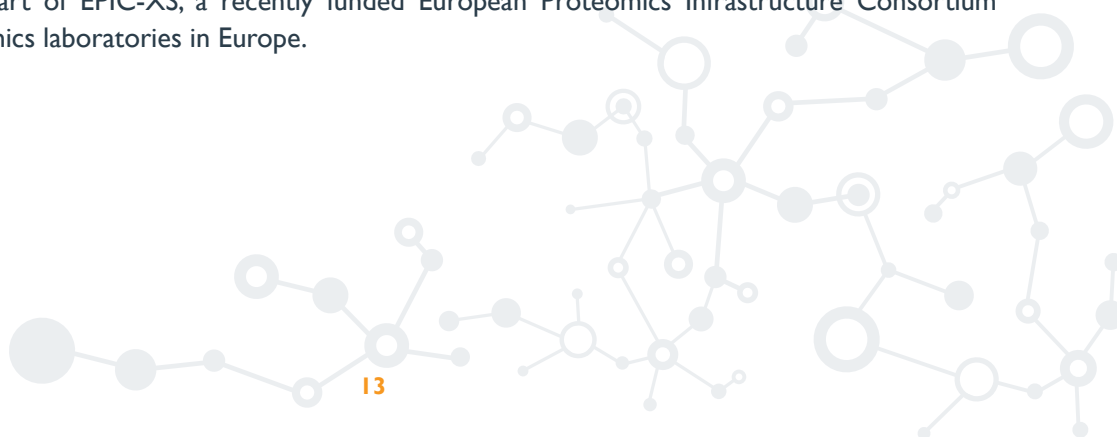 art of EPIC-XS, a recently funded European Proteomics Infrastructure Consortium
nics laboratories in Europe.
13